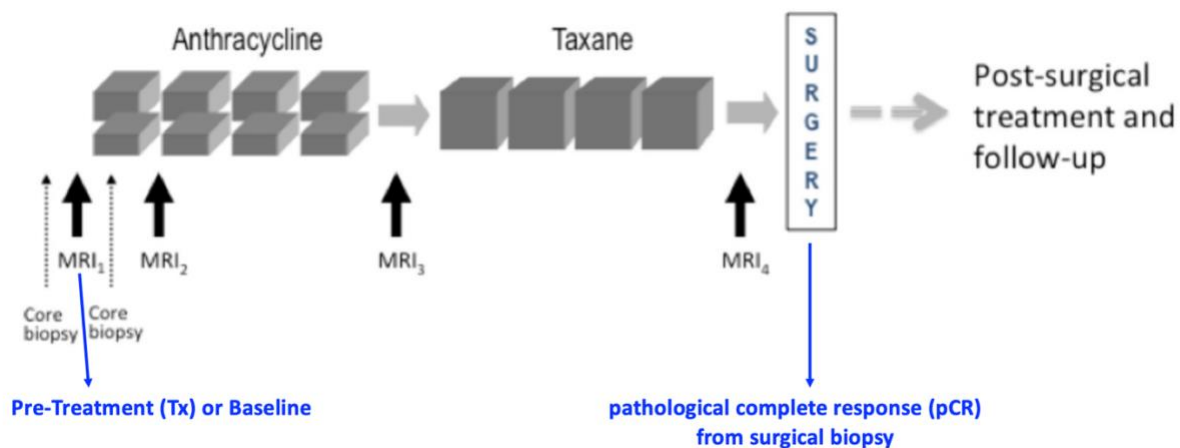 Anthracycline
Taxane
SURGERY
Post-surgical
treatment and
follow-up
MRI1
MRI2
MRI3
MRI4
Core
biopsy
Core
biopsy
Pre-Treatment (Tx) or Baseline
pathological complete response (pCR)
from surgical biopsy